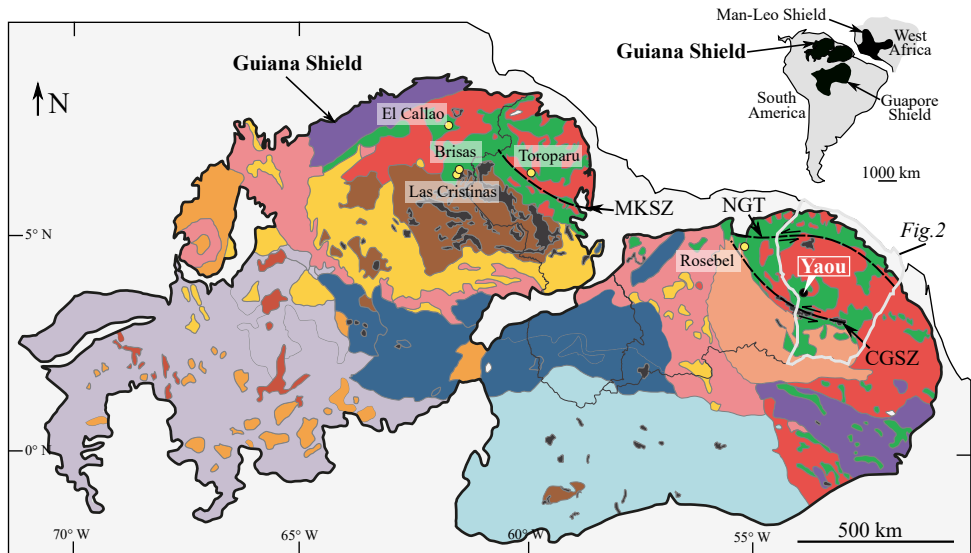 Man-Leo Shield
Guiana Shield
West
Africa
South
America
Guapore
Shield
1000 km
Guiana Shield
N
El Callao
Brisas
Toroparu
Las Cristinas
MKSZ
NGT
Fig.2
5° N
Rosebel
Yaou
CGSZ
0° N
70° W
65° W
60° W
55° W
500 km